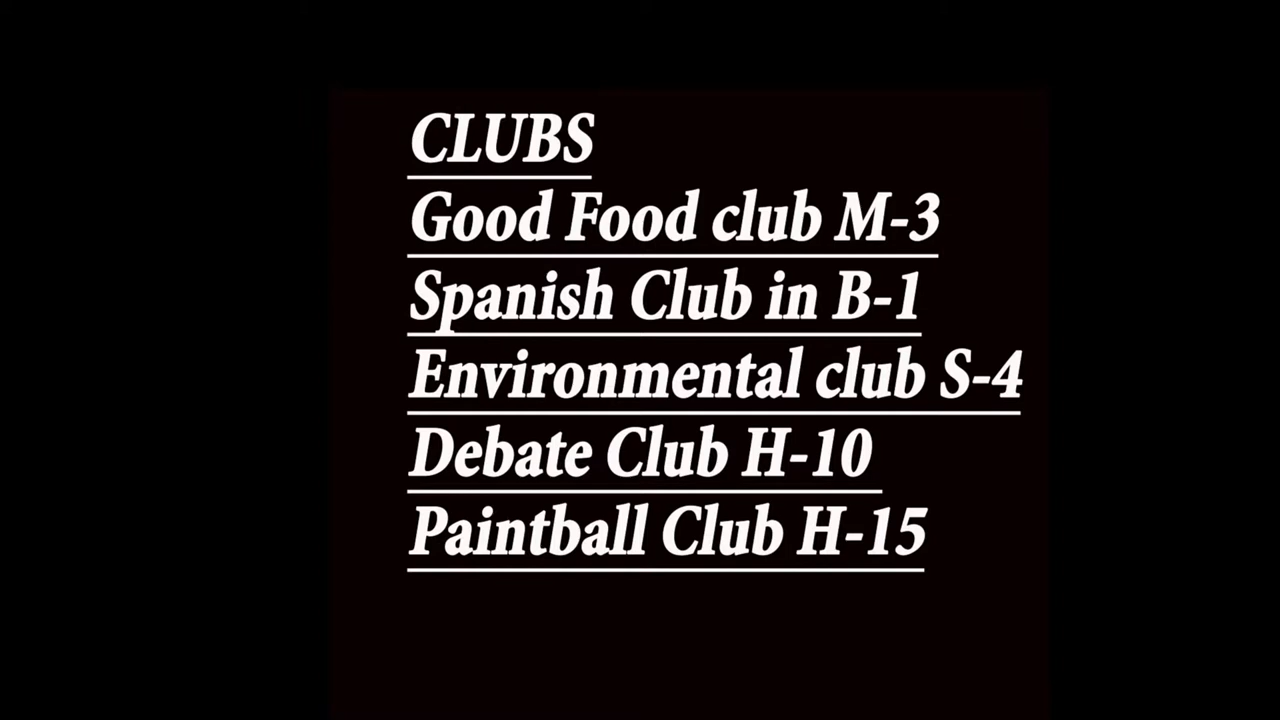 CLUBS
Good Food club M-3
Spanish Club in B-1
Environmental club S-4
Debate Club H-10
Paintball Club H-15